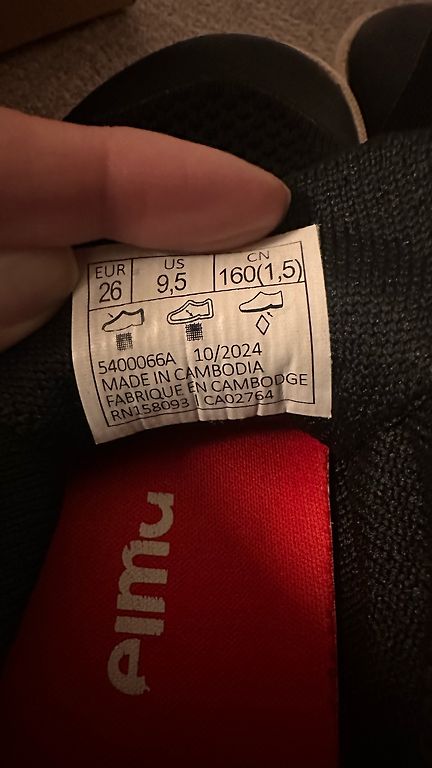 EUR US CN
26 9,5 160(1,5)
5400066A 10/2024
MADE IN CAMBODIA
FABRIQUE EN CAMBODGE
RN158093 | CA02764